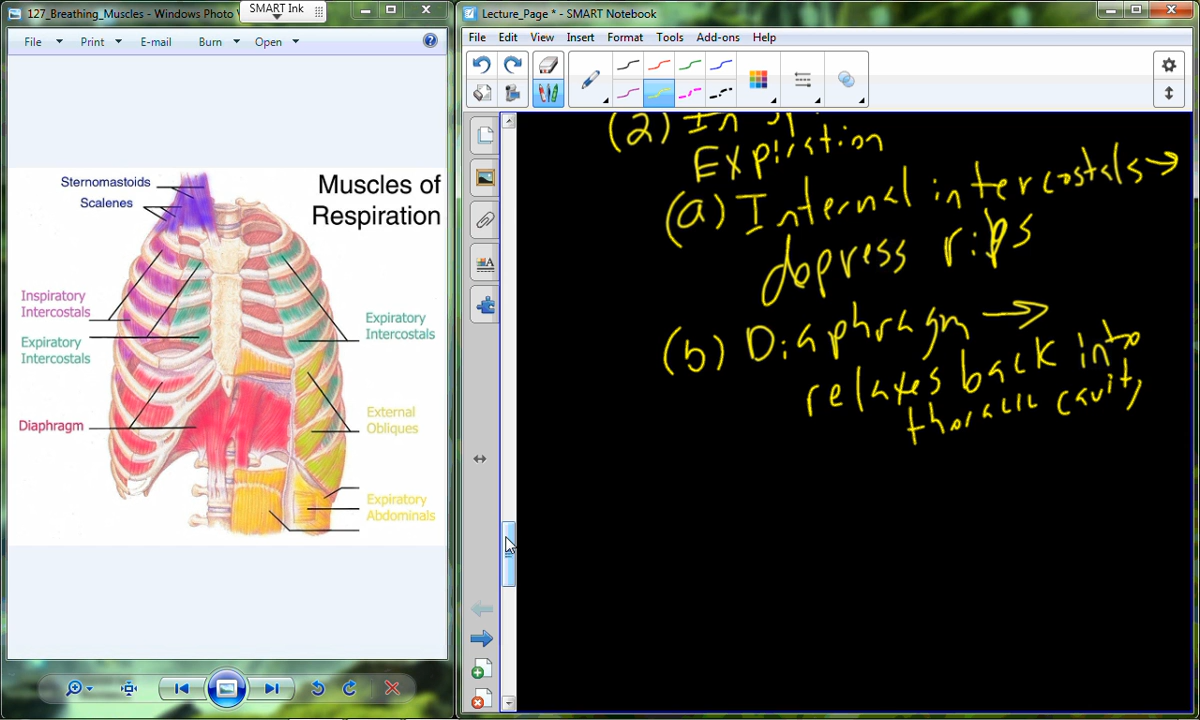 127_Breathing_Muscles - Windows Photo
SMART Ink
File Print E-mail Burn Open
Muscles of
Respiration
Sternomastoids
Scalenes
Inspiratory
Intercostals
Expiratory
Intercostals
Diaphragm
Expiratory
Intercostals
External
Obliques
Expiratory
Abdominals
Lecture_Page * - SMART Notebook
File Edit View Insert Format Tools Add-ons Help
(2) In
Expiration
(a) Internal intercostals →
depress ribs
(b) Diaphragm →
relaxes back into
thoracic cavity